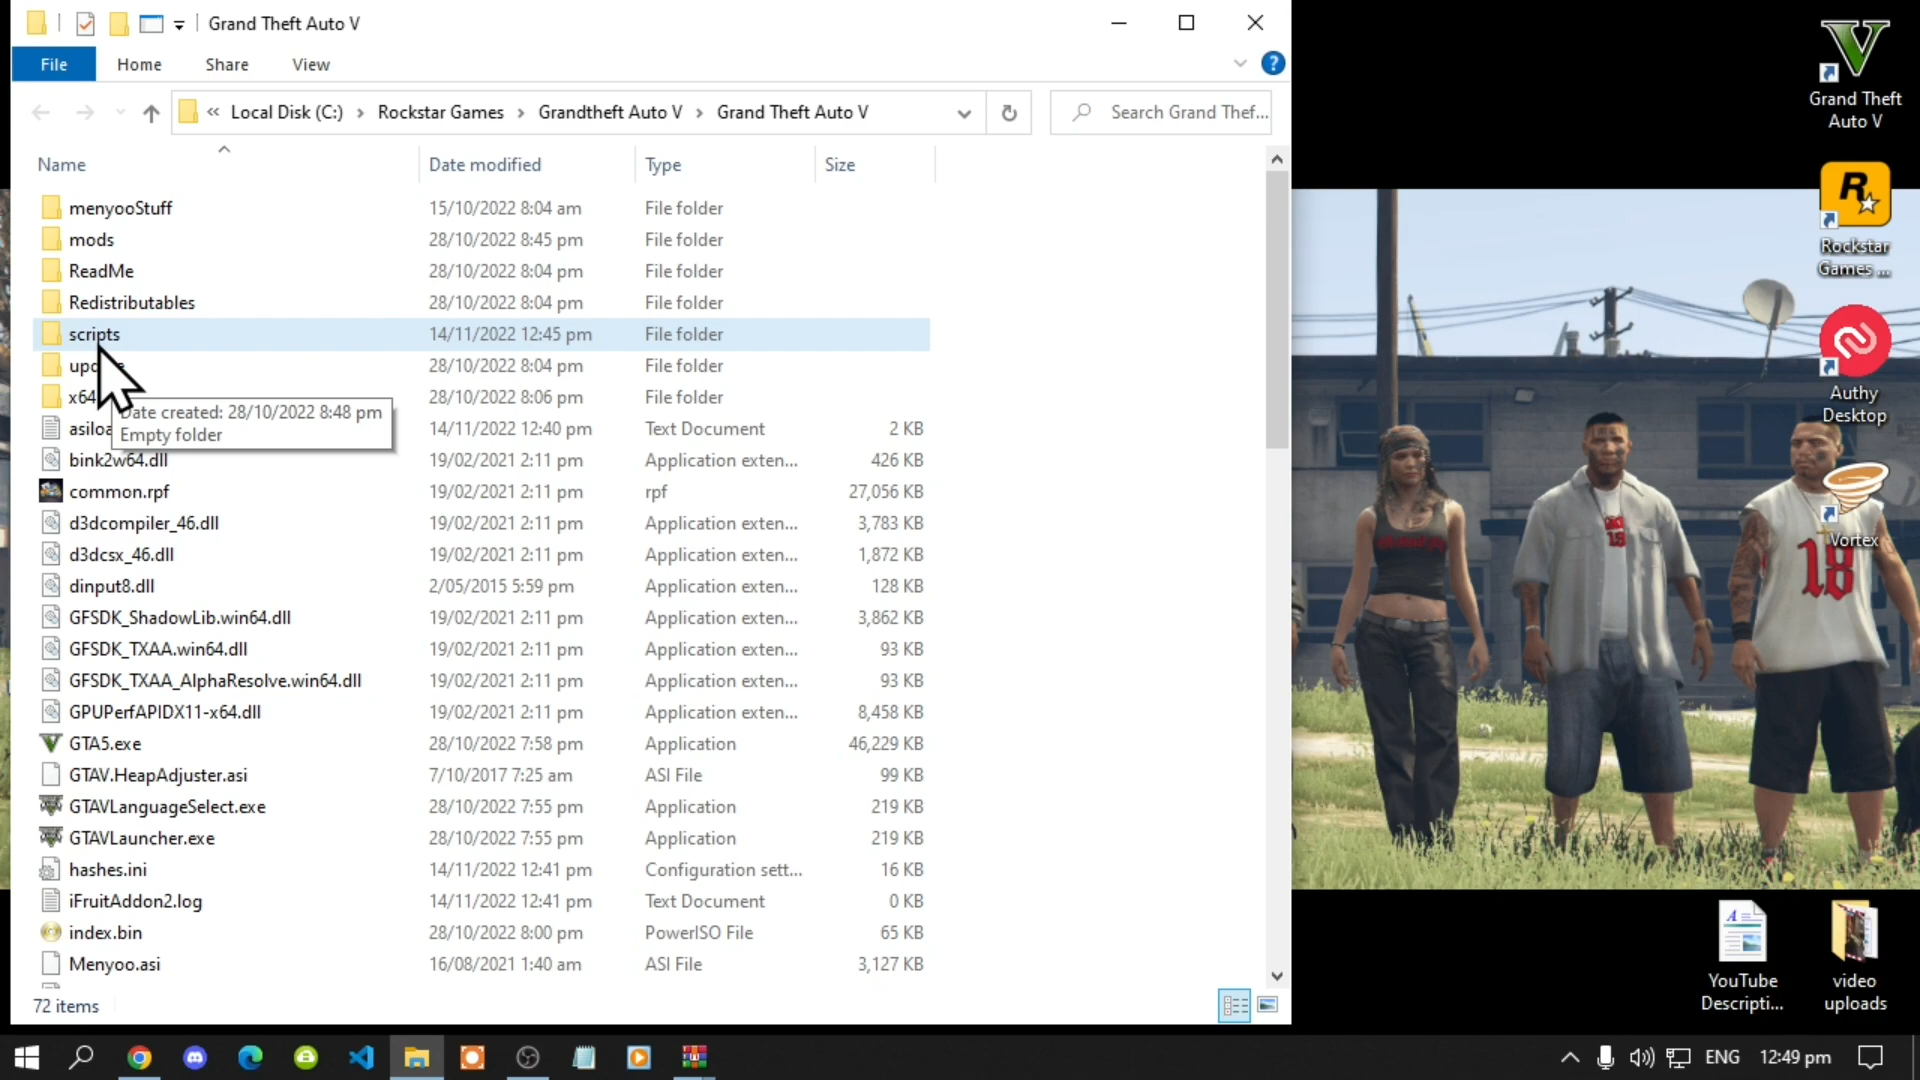 Grand Theft Auto V
File Home Share View
« Local Disk (C:) › Rockstar Games › Grandtheft Auto V › Grand Theft Auto V
Search Grand Thef...
Name Date modified Type Size
menyooStuff 15/10/2022 8:04 am File folder
mods 28/10/2022 8:45 pm File folder
ReadMe 28/10/2022 8:04 pm File folder
Redistributables 28/10/2022 8:04 pm File folder
scripts 14/11/2022 12:45 pm File folder
28/10/2022 8:04 pm File folder
x64 28/10/2022 8:06 pm File folder
Date created: 28/10/2022 8:48 pm
Empty folder
14/11/2022 12:40 pm Text Document 2 KB
bink2w64.dll 19/02/2021 2:11 pm Application exten... 426 KB
common.rpf 19/02/2021 2:11 pm rpf 27,056 KB
d3dcompiler_46.dll 19/02/2021 2:11 pm Application exten... 3,783 KB
d3dcsx_46.dll 19/02/2021 2:11 pm Application exten... 1,872 KB
dinput8.dll 2/05/2015 5:59 pm Application exten... 128 KB
GFSDK_ShadowLib.win64.dll 19/02/2021 2:11 pm Application exten... 3,862 KB
GFSDK_TXAA.win64.dll 19/02/2021 2:11 pm Application exten... 93 KB
GFSDK_TXAA_AlphaResolve.win64.dll 19/02/2021 2:11 pm Application exten... 93 KB
GPUPerfAPIDX11-x64.dll 19/02/2021 2:11 pm Application exten... 8,458 KB
GTA5.exe 28/10/2022 7:58 pm Application 46,229 KB
GTAV.HeapAdjuster.asi 7/10/2017 7:25 am ASI File 99 KB
GTAVLanguageSelect.exe 28/10/2022 7:55 pm Application 219 KB
GTAVLauncher.exe 28/10/2022 7:55 pm Application 219 KB
hashes.ini 14/11/2022 12:41 pm Configuration sett... 16 KB
iFruitAddon2.log 14/11/2022 12:41 pm Text Document 0 KB
index.bin 28/10/2022 8:00 pm PowerISO File 65 KB
Menyoo.asi 16/08/2021 1:40 am ASI File 3,127 KB
72 items
Grand Theft
Auto V
Rockstar
Games ...
Authy
Desktop
Vortex
18
18
YouTube
Descripti...
video
uploads
ENG 12:49 pm